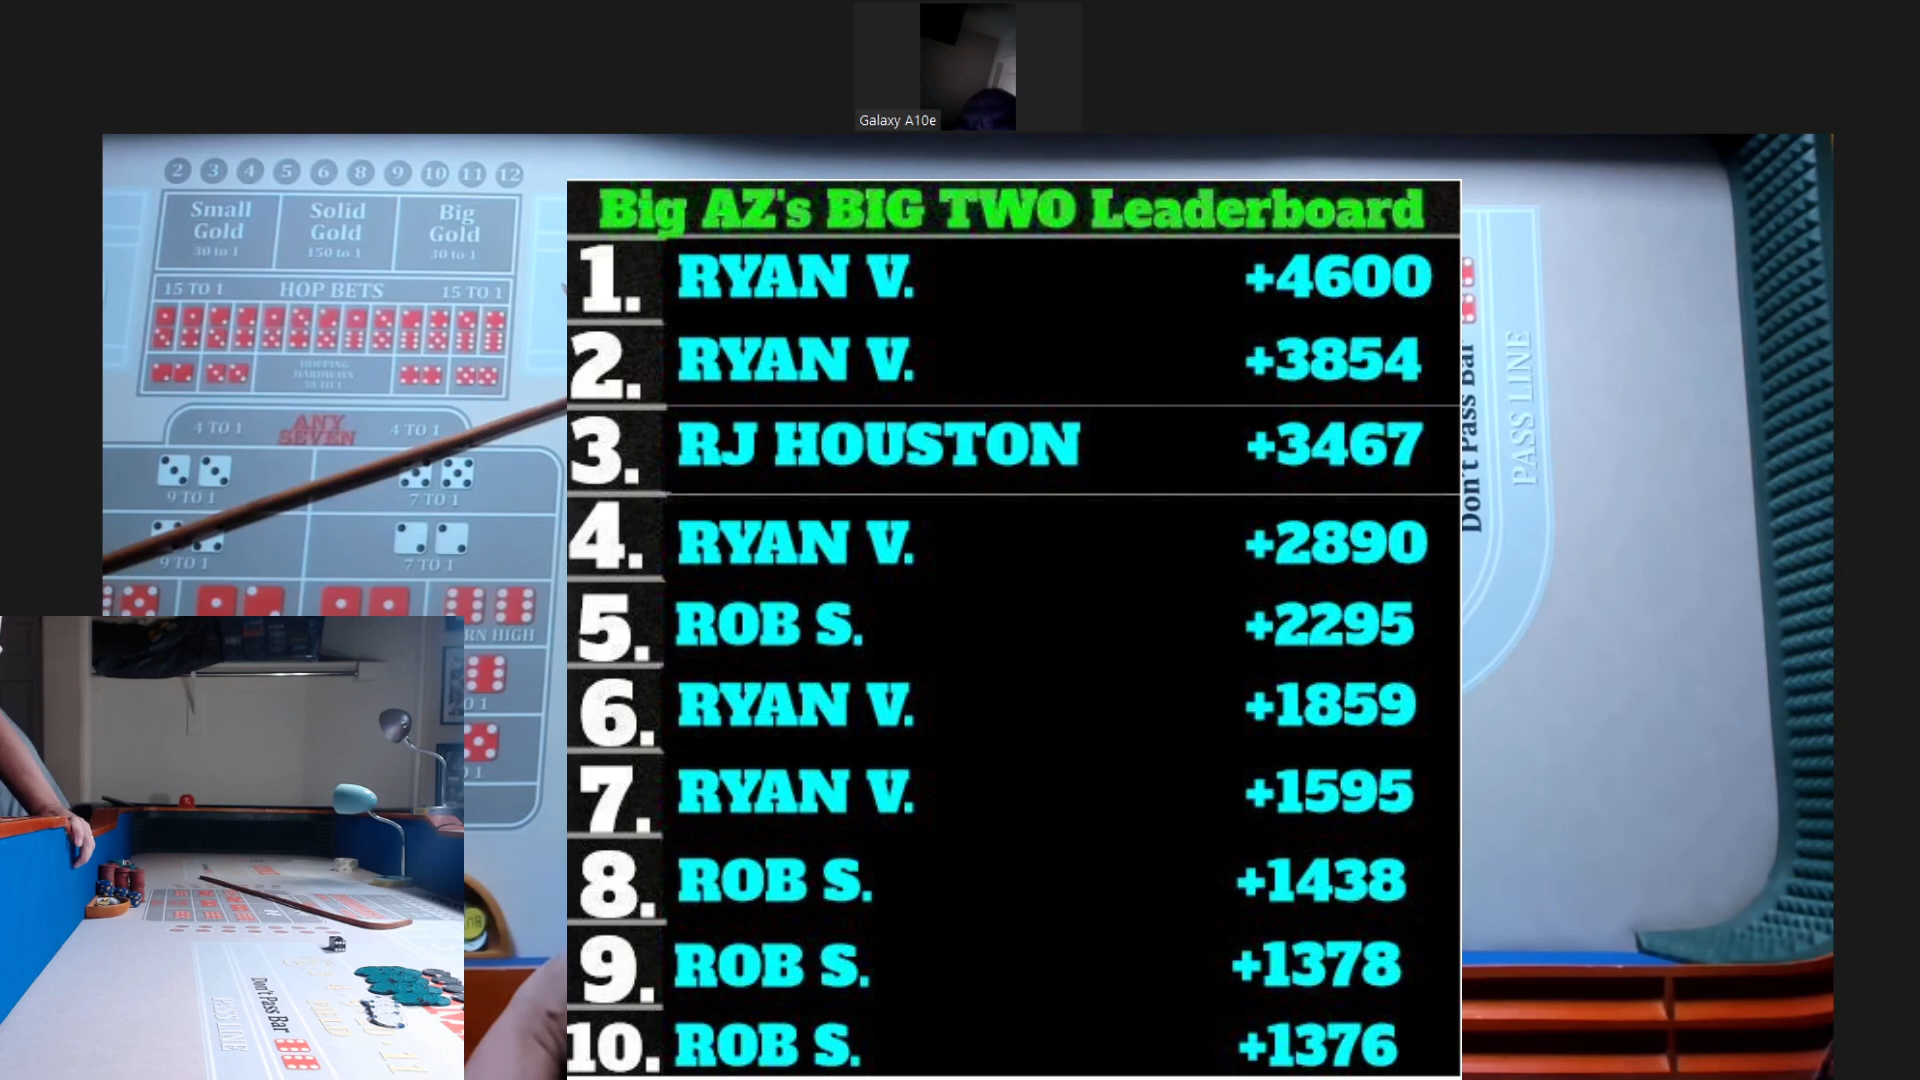 Galaxy A10e
2 3 4 5 6 8 9 10 11 12
Small Gold 30 to 1
Solid Gold 150 to 1
Big Gold 30 to 1
15 TO 1 HOP BETS 15 TO 1
HOPPING
HARDWAYS
4 TO 1 ANY SEVEN 4 TO 1
9 TO 1 7 TO 1
9 TO 1 7 TO 1
RN HIGH
Big AZ's BIG TWO Leaderboard
1. RYAN V. +4600
2. RYAN V. +3854
3. RJ HOUSTON +3467
4. RYAN V. +2890
5. ROB S. +2295
6. RYAN V. +1859
7. RYAN V. +1595
8. ROB S. +1438
9. ROB S. +1378
10. ROB S. +1376
Don't Pass Bar
PASS LINE
Don't Pass Bar
PASS LINE